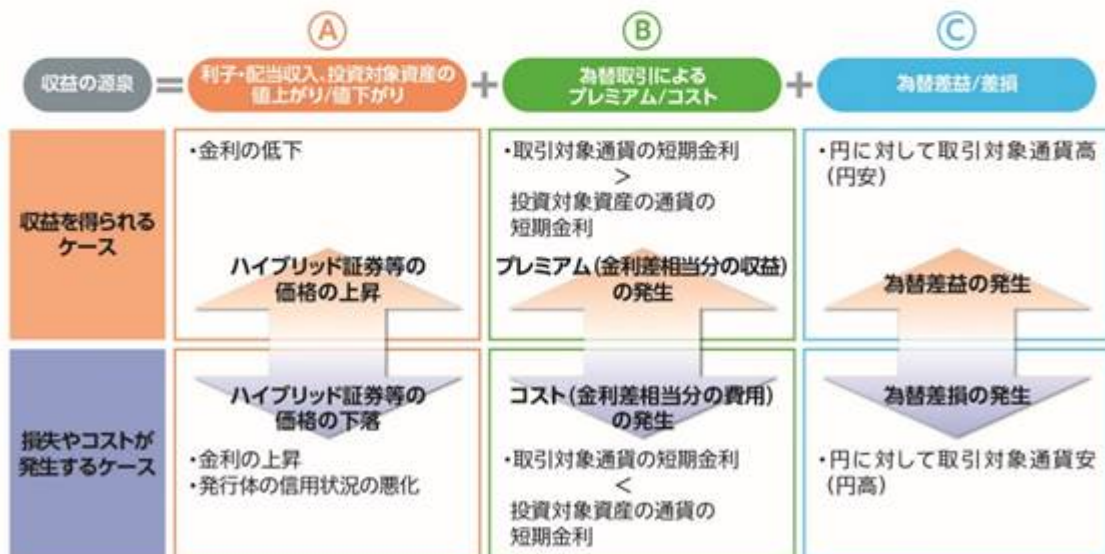 Ⓐ
Ⓑ
Ⓒ
収益の源泉
=
利子・配当収入、投資対象資産の
値上がり/値下がり
+
為替取引による
プレミアム/コスト
+
為替差益/差損
収益を得られる
ケース
・金利の低下
ハイブリッド証券等の
価格の上昇
・取引対象通貨の短期金利
>
投資対象資産の通貨の
短期金利
プレミアム(金利差相当分の収益)
の発生
・円に対して取引対象通貨高
(円安)
為替差益の発生
損失やコストが
発生するケース
ハイブリッド証券等の
価格の下落
・金利の上昇
・発行体の信用状況の悪化
コスト(金利差相当分の費用)
の発生
・取引対象通貨の短期金利
<
投資対象資産の通貨の
短期金利
為替差損の発生
・円に対して取引対象通貨安
(円高)